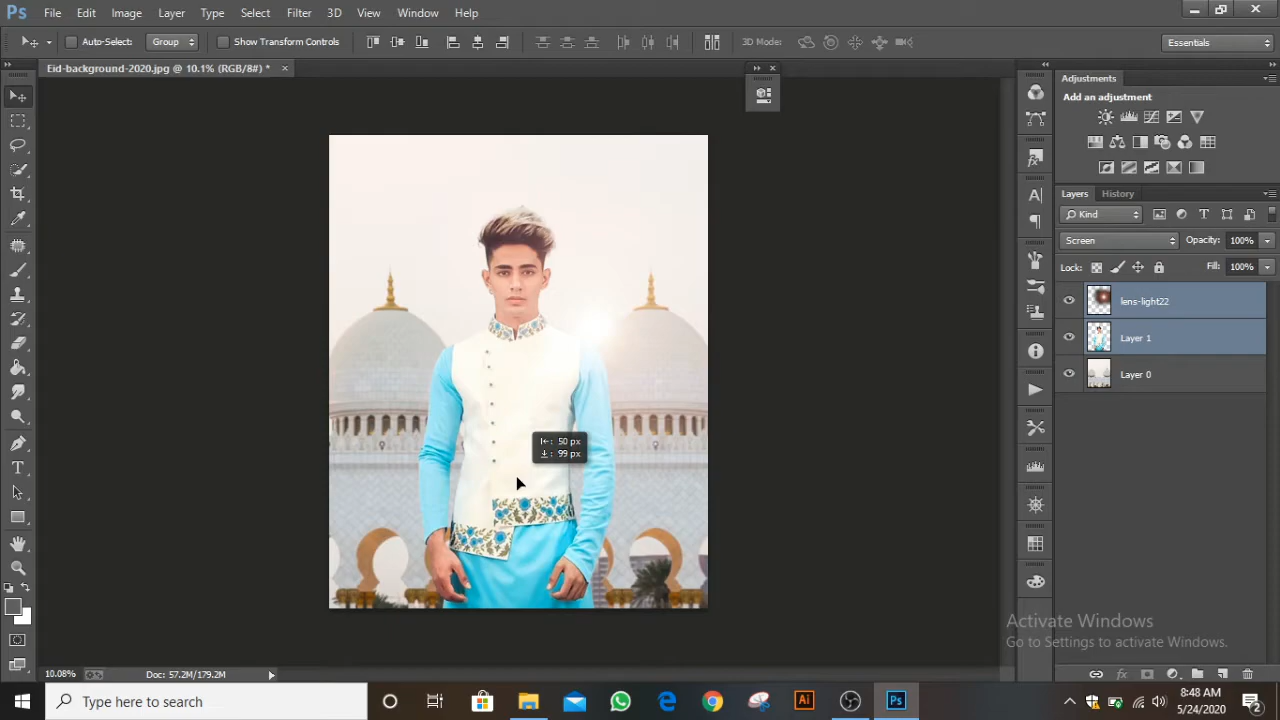 Ps File Edit Image Layer Type Select Filter 3D View Window Help
Auto-Select: Group Show Transform Controls 3D Mode: Essentials
Eid-background-2020.jpg @ 10.1% (RGB/8#) *
Adjustments
Add an adjustment
Layers History
Kind
Screen Opacity: 100%
Lock: Fill: 100%
lens-light22
Layer 1
Layer 0
50 px
99 px
Activate Windows
Go to Settings to activate Windows.
10.08% Doc: 57.2M/179.2M
Type here to search
Ai Ps
5/24/2020
2